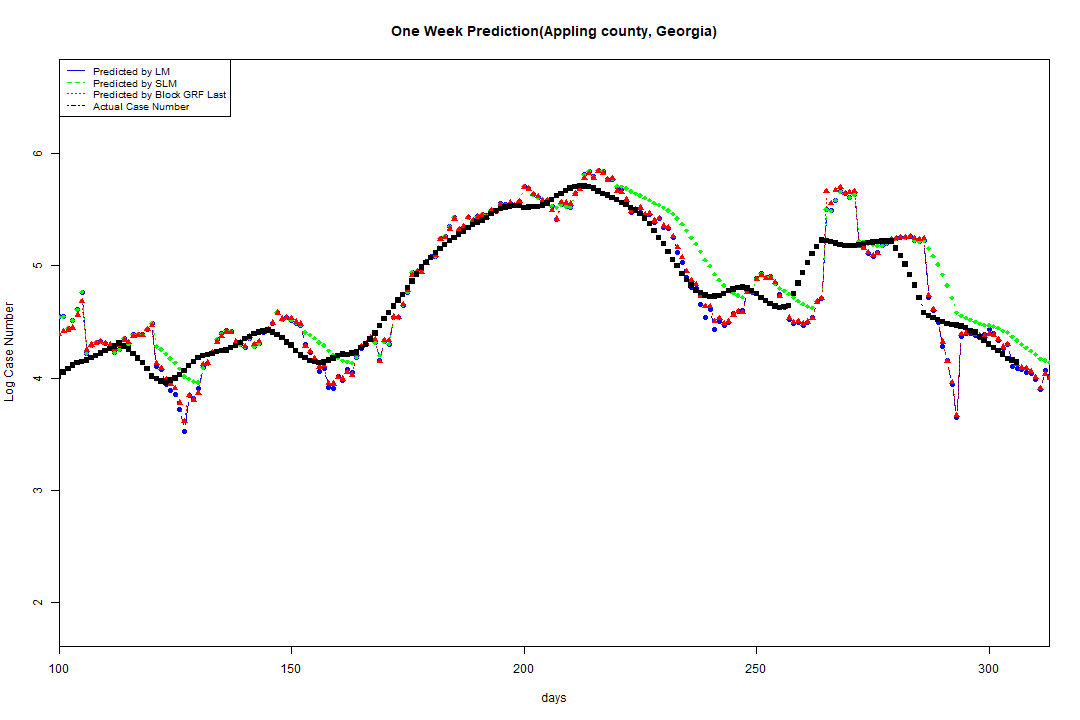 One Week Prediction(Appling county, Georgia)
Predicted by LM
Predicted by SLM
Predicted by Block GRF Last
Actual Case Number
6
5
4
3
2
Log Case Number
100 150 200 250 300
days